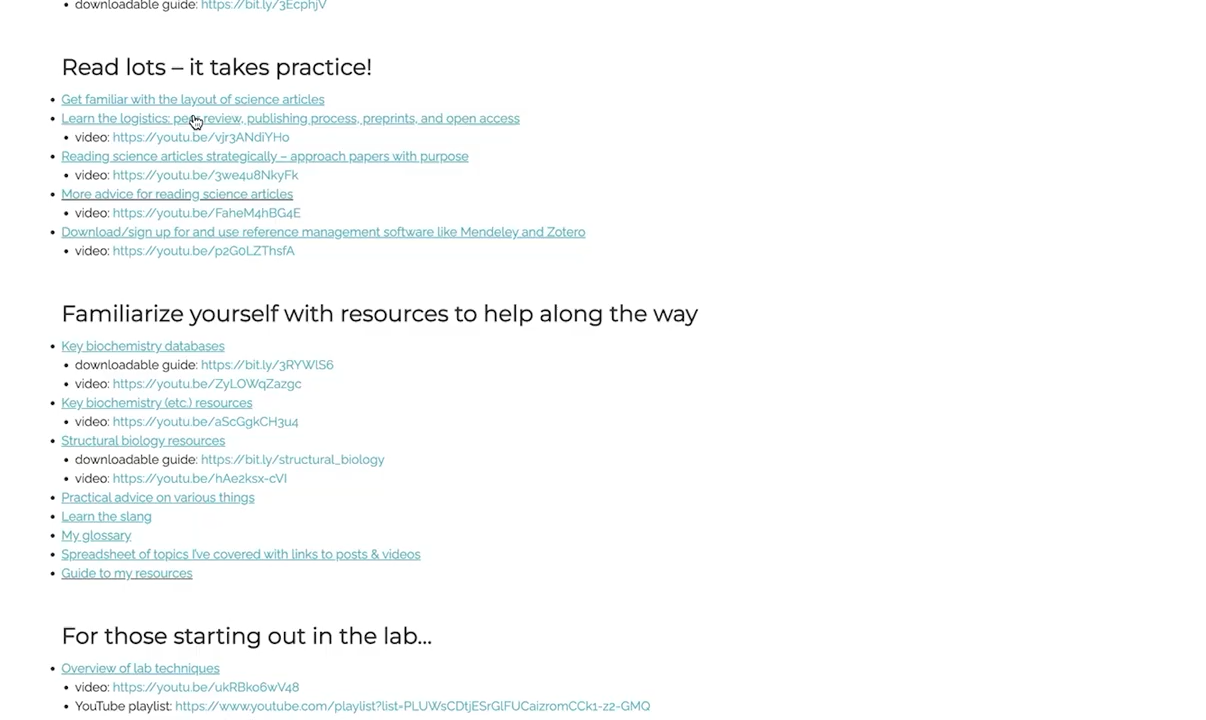 • downloadable guide: https://bit.ly/3EcphjV
Read lots – it takes practice!
• Get familiar with the layout of science articles
• Learn the logistics: peer review, publishing process, preprints, and open access
• video: https://youtu.be/vjr3ANdiYHo
• Reading science articles strategically – approach papers with purpose
• video: https://youtu.be/3we4u8NkyFk
• More advice for reading science articles
• video: https://youtu.be/FaheM4hBG4E
• Download/sign up for and use reference management software like Mendeley and Zotero
• video: https://youtu.be/p2G0LZThsfA
Familiarize yourself with resources to help along the way
• Key biochemistry databases
• downloadable guide: https://bit.ly/3RYWlS6
• video: https://youtu.be/ZyLOWqZazgc
• Key biochemistry (etc.) resources
• video: https://youtu.be/aScGgkCH3u4
• Structural biology resources
• downloadable guide: https://bit.ly/structural_biology
• video: https://youtu.be/hAe2ksx-cVI
• Practical advice on various things
• Learn the slang
• My glossary
• Spreadsheet of topics I've covered with links to posts & videos
• Guide to my resources
For those starting out in the lab...
• Overview of lab techniques
• video: https://youtu.be/ukRBko6wV48
• YouTube playlist: https://www.youtube.com/playlist?list=PLUWsCDtjESrGlFUCaizromCCk1-z2-GMQ